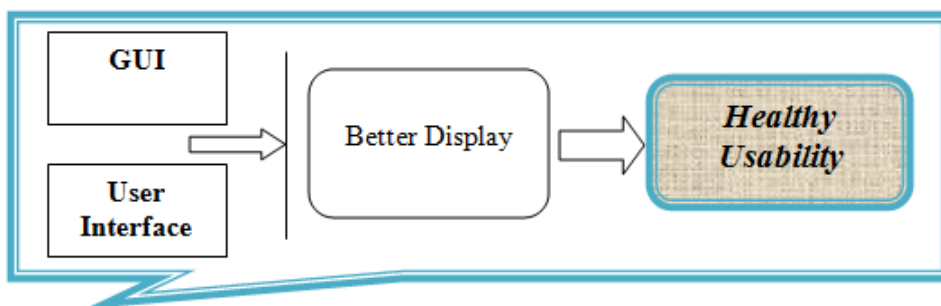 GUI
User
Interface
Better Display
Healthy
Usability